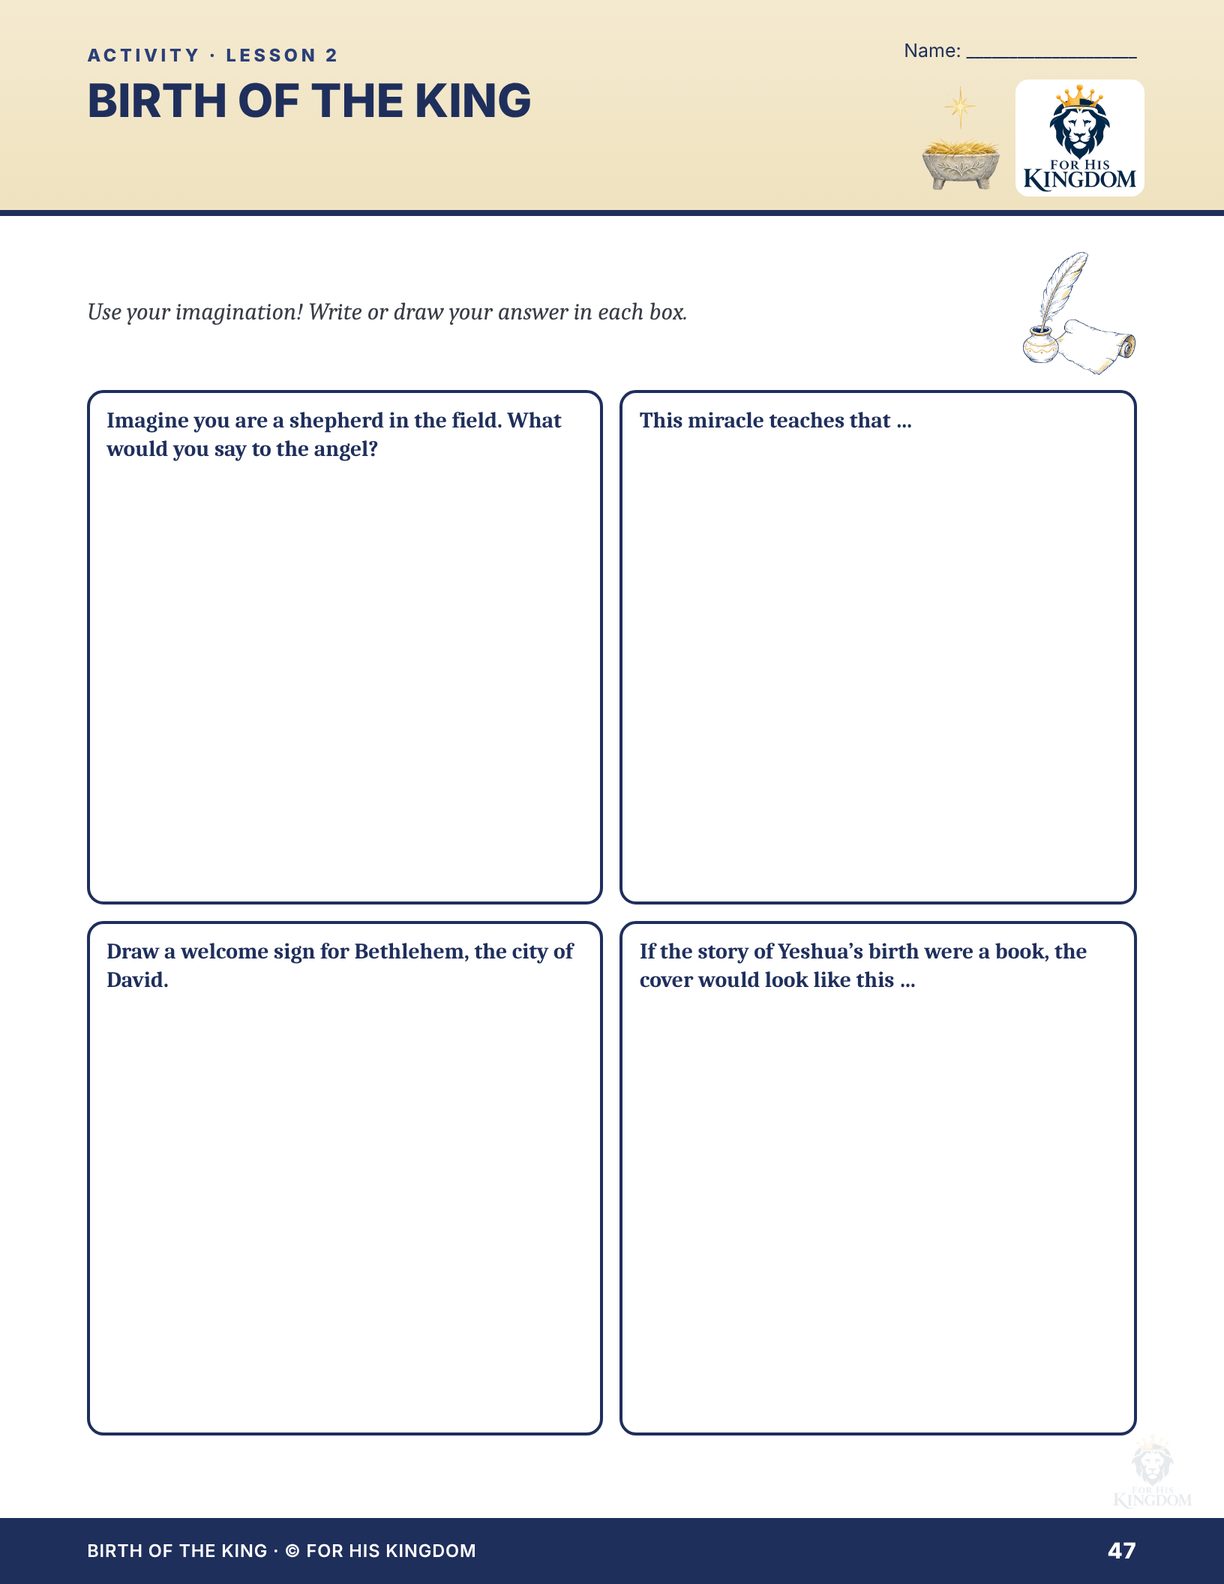 ACTIVITY · LESSON 2
BIRTH OF THE KING
Name: ___________________
FOR HIS
KINGDOM
Use your imagination! Write or draw your answer in each box.
Imagine you are a shepherd in the field. What
would you say to the angel?
This miracle teaches that ...
Draw a welcome sign for Bethlehem, the city of
David.
If the story of Yeshua’s birth were a book, the
cover would look like this ...
FOR HIS
KINGDOM
BIRTH OF THE KING · © FOR HIS KINGDOM
47